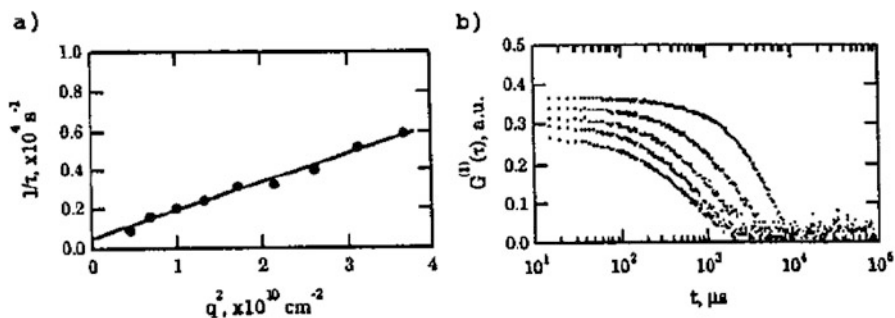 a)
1.0
0.8
0.6
0.4
0.2
0.0
1/τ, x10⁴ s⁻¹
0 1 2 3 4
q², x10¹⁰ cm⁻²
b)
0.5
0.4
0.3
0.2
0.1
0.0
G⁽¹⁾(τ), a.u.
10¹ 10² 10³ 10⁴ 10⁵
t, µs